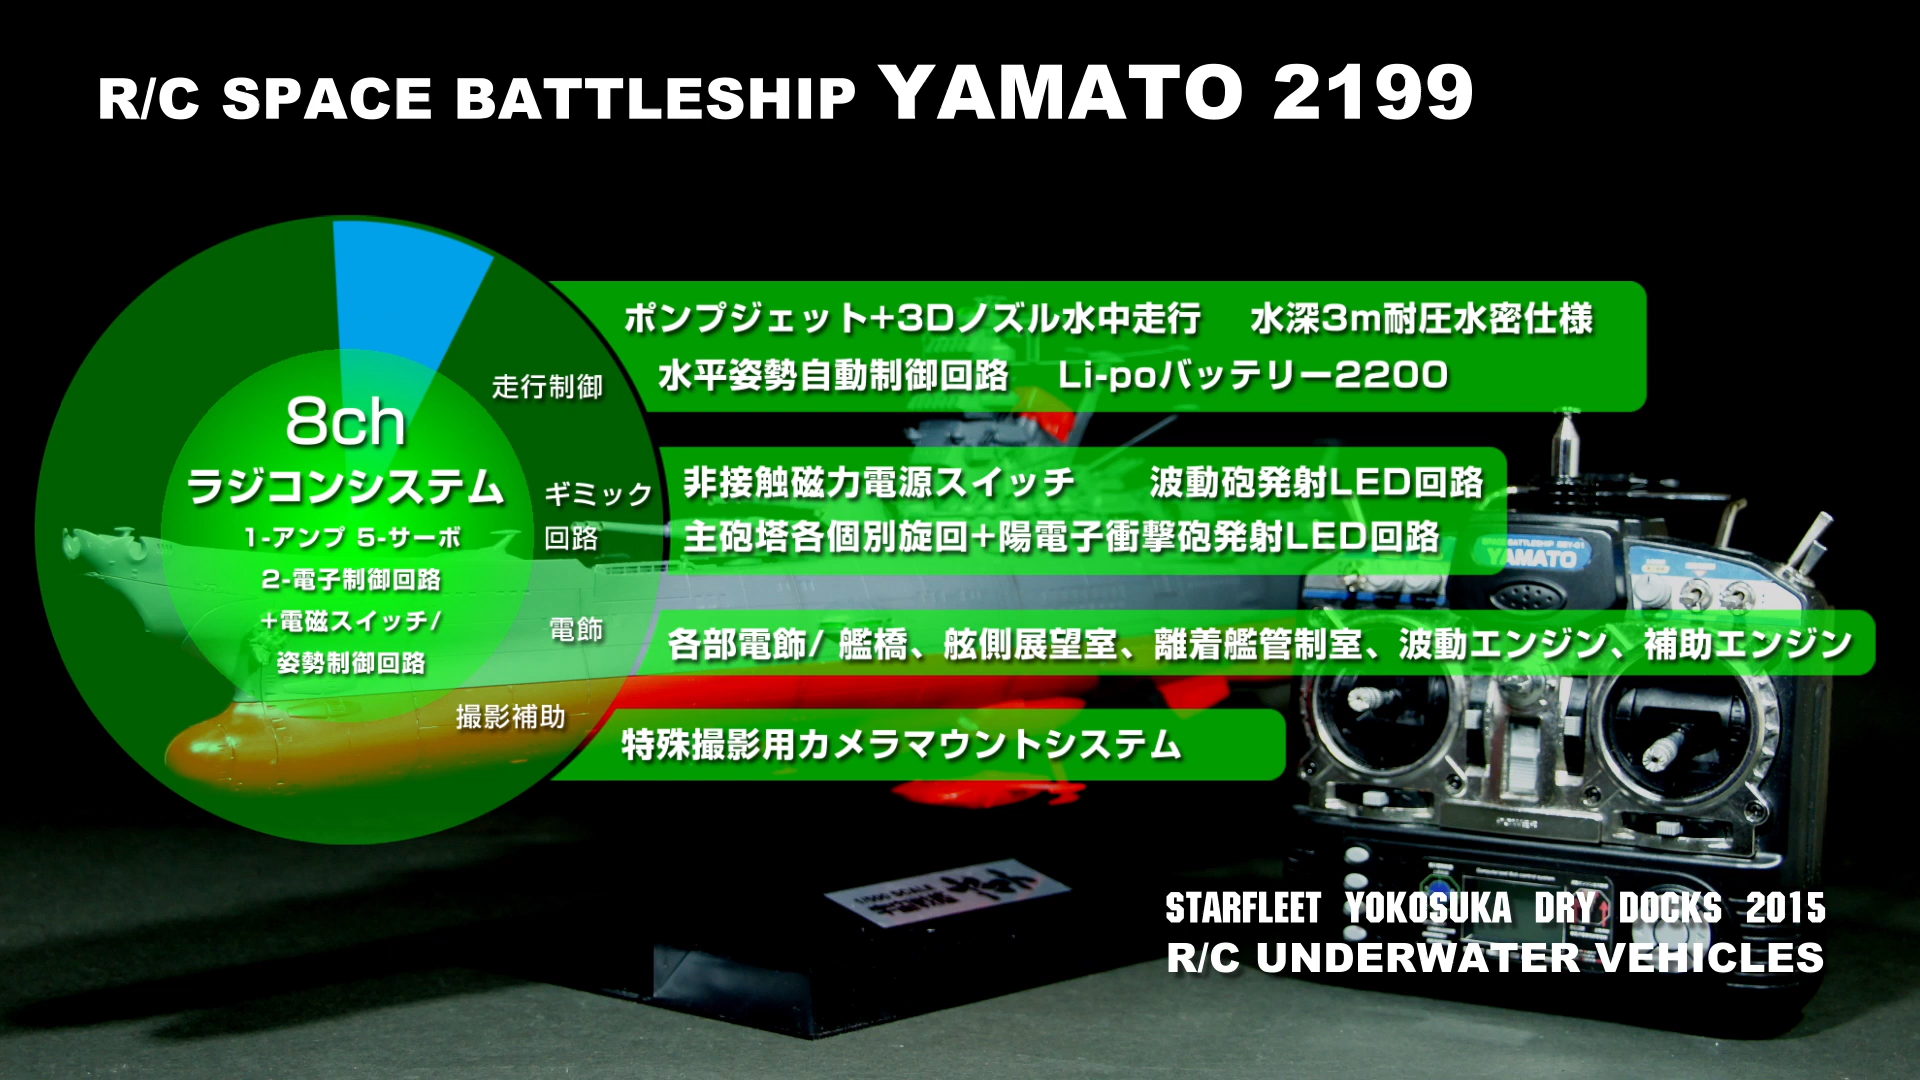 R/C SPACE BATTLESHIP YAMATO 2199
ポンプジェット+3Dノズル水中走行　水深3m耐圧水密仕様
水平姿勢自動制御回路　Li-poバッテリー2200
走行制御
8ch
ラジコンシステム
1-アンプ 5-サーボ
2-電子制御回路
+電磁スイッチ/
姿勢制御回路
ギミック
回路
非接触磁力電源スイッチ　波動砲発射LED回路
主砲塔各個別旋回+陽電子衝撃砲発射LED回路
YAMATO
電飾
各部電飾/ 艦橋、舷側展望室、離着艦管制室、波動エンジン、補助エンジン
撮影補助
特殊撮影用カメラマウントシステム
STARFLEET YOKOSUKA DRY DOCKS 2015
R/C UNDERWATER VEHICLES